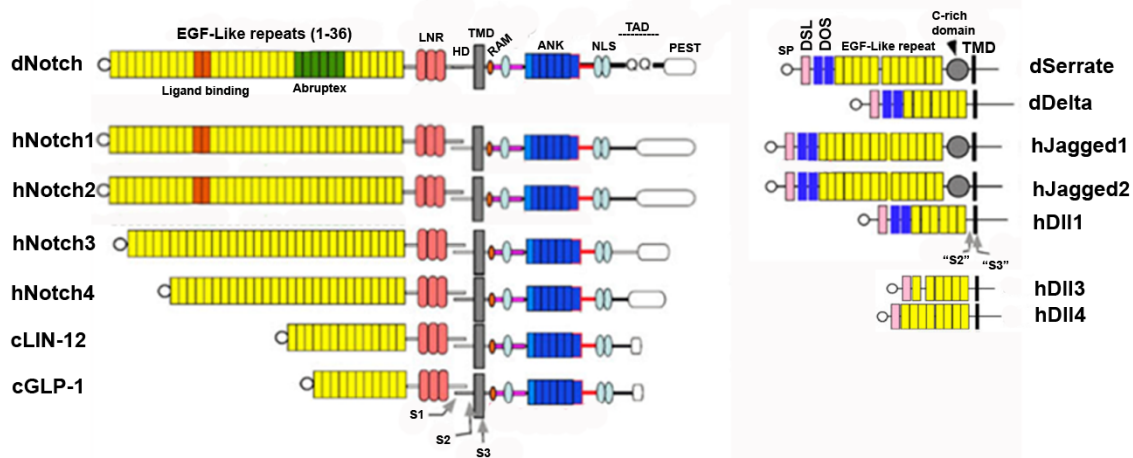 EGF-Like repeats (1-36)
LNR
TMD
HD
RAM
ANK
NLS
TAD
PEST
dNotch
Ligand binding
Abruptex
hNotch1
hNotch2
hNotch3
hNotch4
cLIN-12
cGLP-1
S1
S2
S3
C-rich
domain
SP
DSL
DOS
EGF-Like repeat
TMD
dSerrate
dDelta
hJagged1
hJagged2
hDll1
“S2”
“S3”
hDll3
hDll4